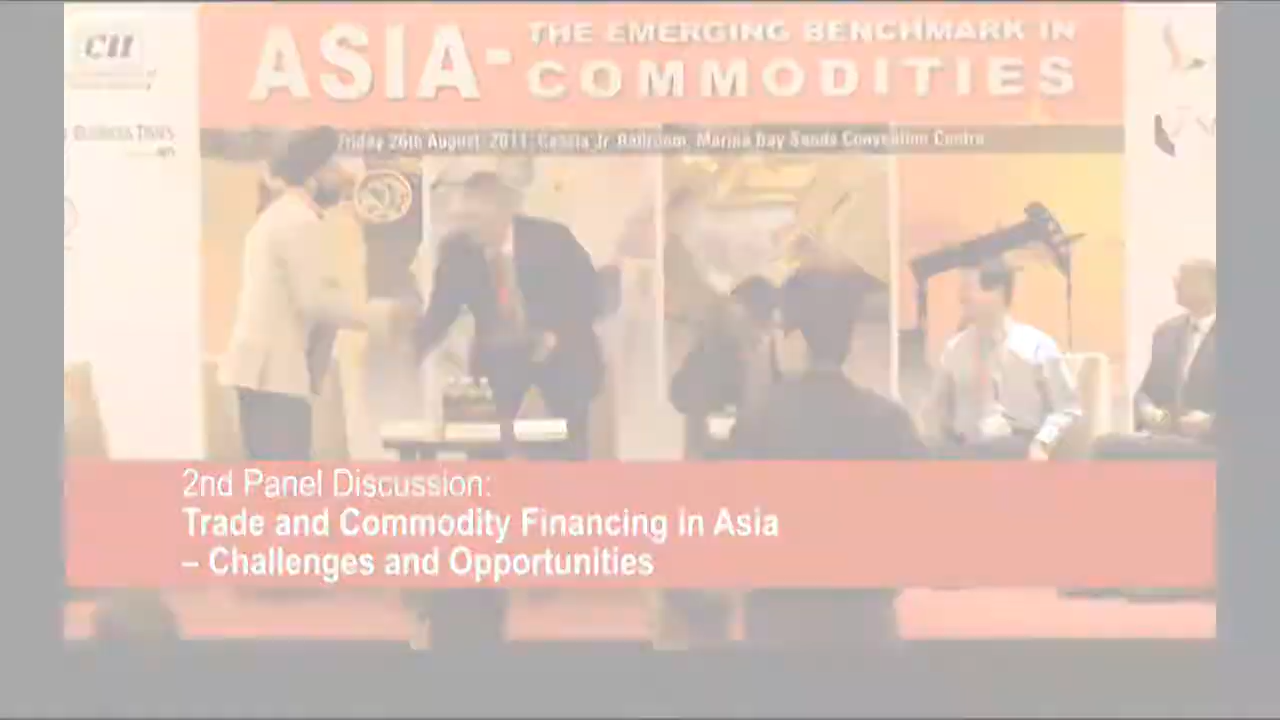 CII
ASIA-
THE EMERGING BENCHMARK IN
COMMODITIES
BUSINESS TIMES
Friday 26th August, 2011, Cassia Jr. Ballroom, Marina Bay Sands Convention Centre
2nd Panel Discussion:
Trade and Commodity Financing in Asia
– Challenges and Opportunities